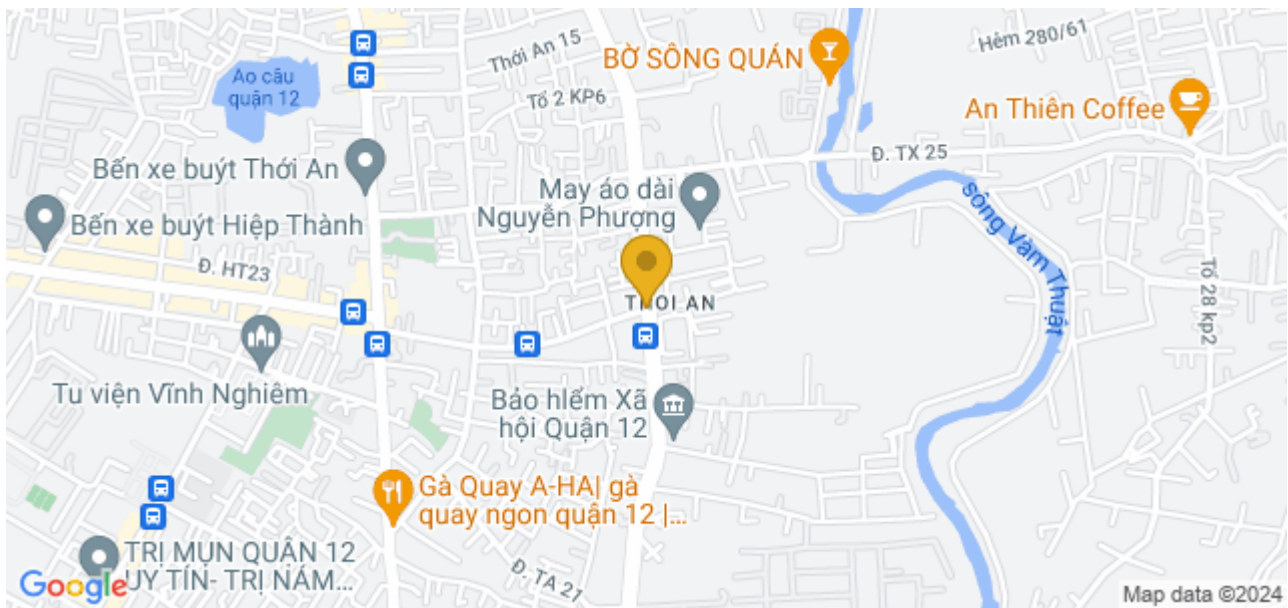 Thới An 15
Hẻm 280/61
BỜ SÔNG QUÁN
Ao câu
quận 12
Tổ 2 KP6
An Thiên Coffee
Đ. TX 25
Bến xe buýt Thới An
May áo dài
Nguyễn Phượng
sông Vàm Thuật
Bến xe buýt Hiệp Thành
Đ. HT23
THOI AN
Tổ 28 kp2
Tu viện Vĩnh Nghiêm
Bảo hlểm Xã
hội Quận 12
Gà Quay A-HA| gà
quay ngon quận 12 |...
TRỊ MỤN QUẬN 12
UY TÍN- TRỊ NÁM...
Đ. TA 21
Google
Map data ©2024